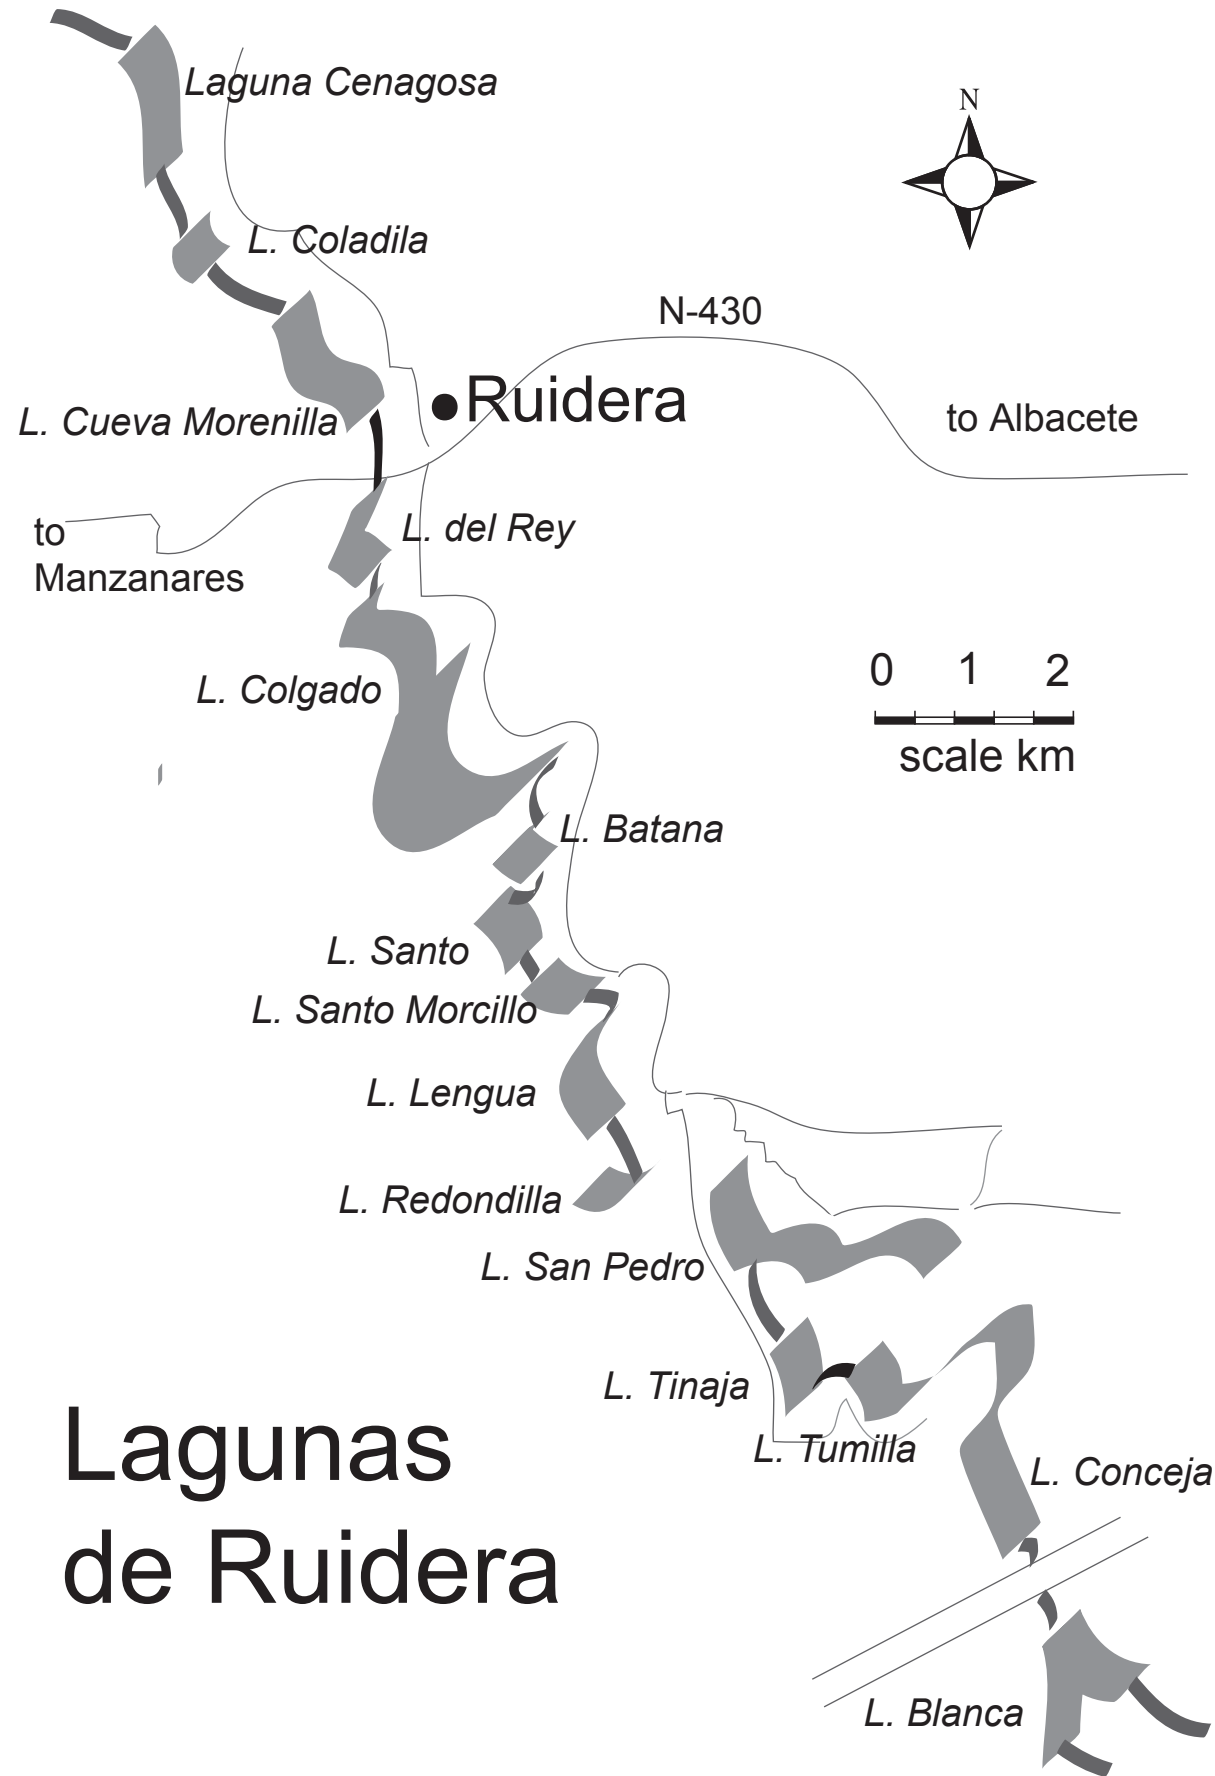 N
Laguna Cenagosa
L. Coladila
N-430
Ruidera
to Albacete
L. Cueva Morenilla
L. del Rey
to
Manzanares
0 1 2
scale km
L. Colgado
L. Batana
L. Santo
L. Santo Morcillo
L. Lengua
L. Redondilla
L. San Pedro
L. Tinaja
L. Tumilla
L. Conceja
L. Blanca
Lagunas
de Ruidera